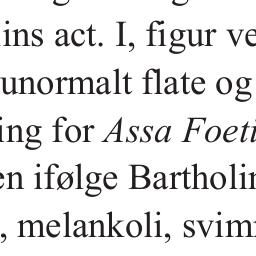 ins act. I, figur ve
unormalt flate og
ing for Assa Foeti
en ifølge Bartholin
, melankoli, svim